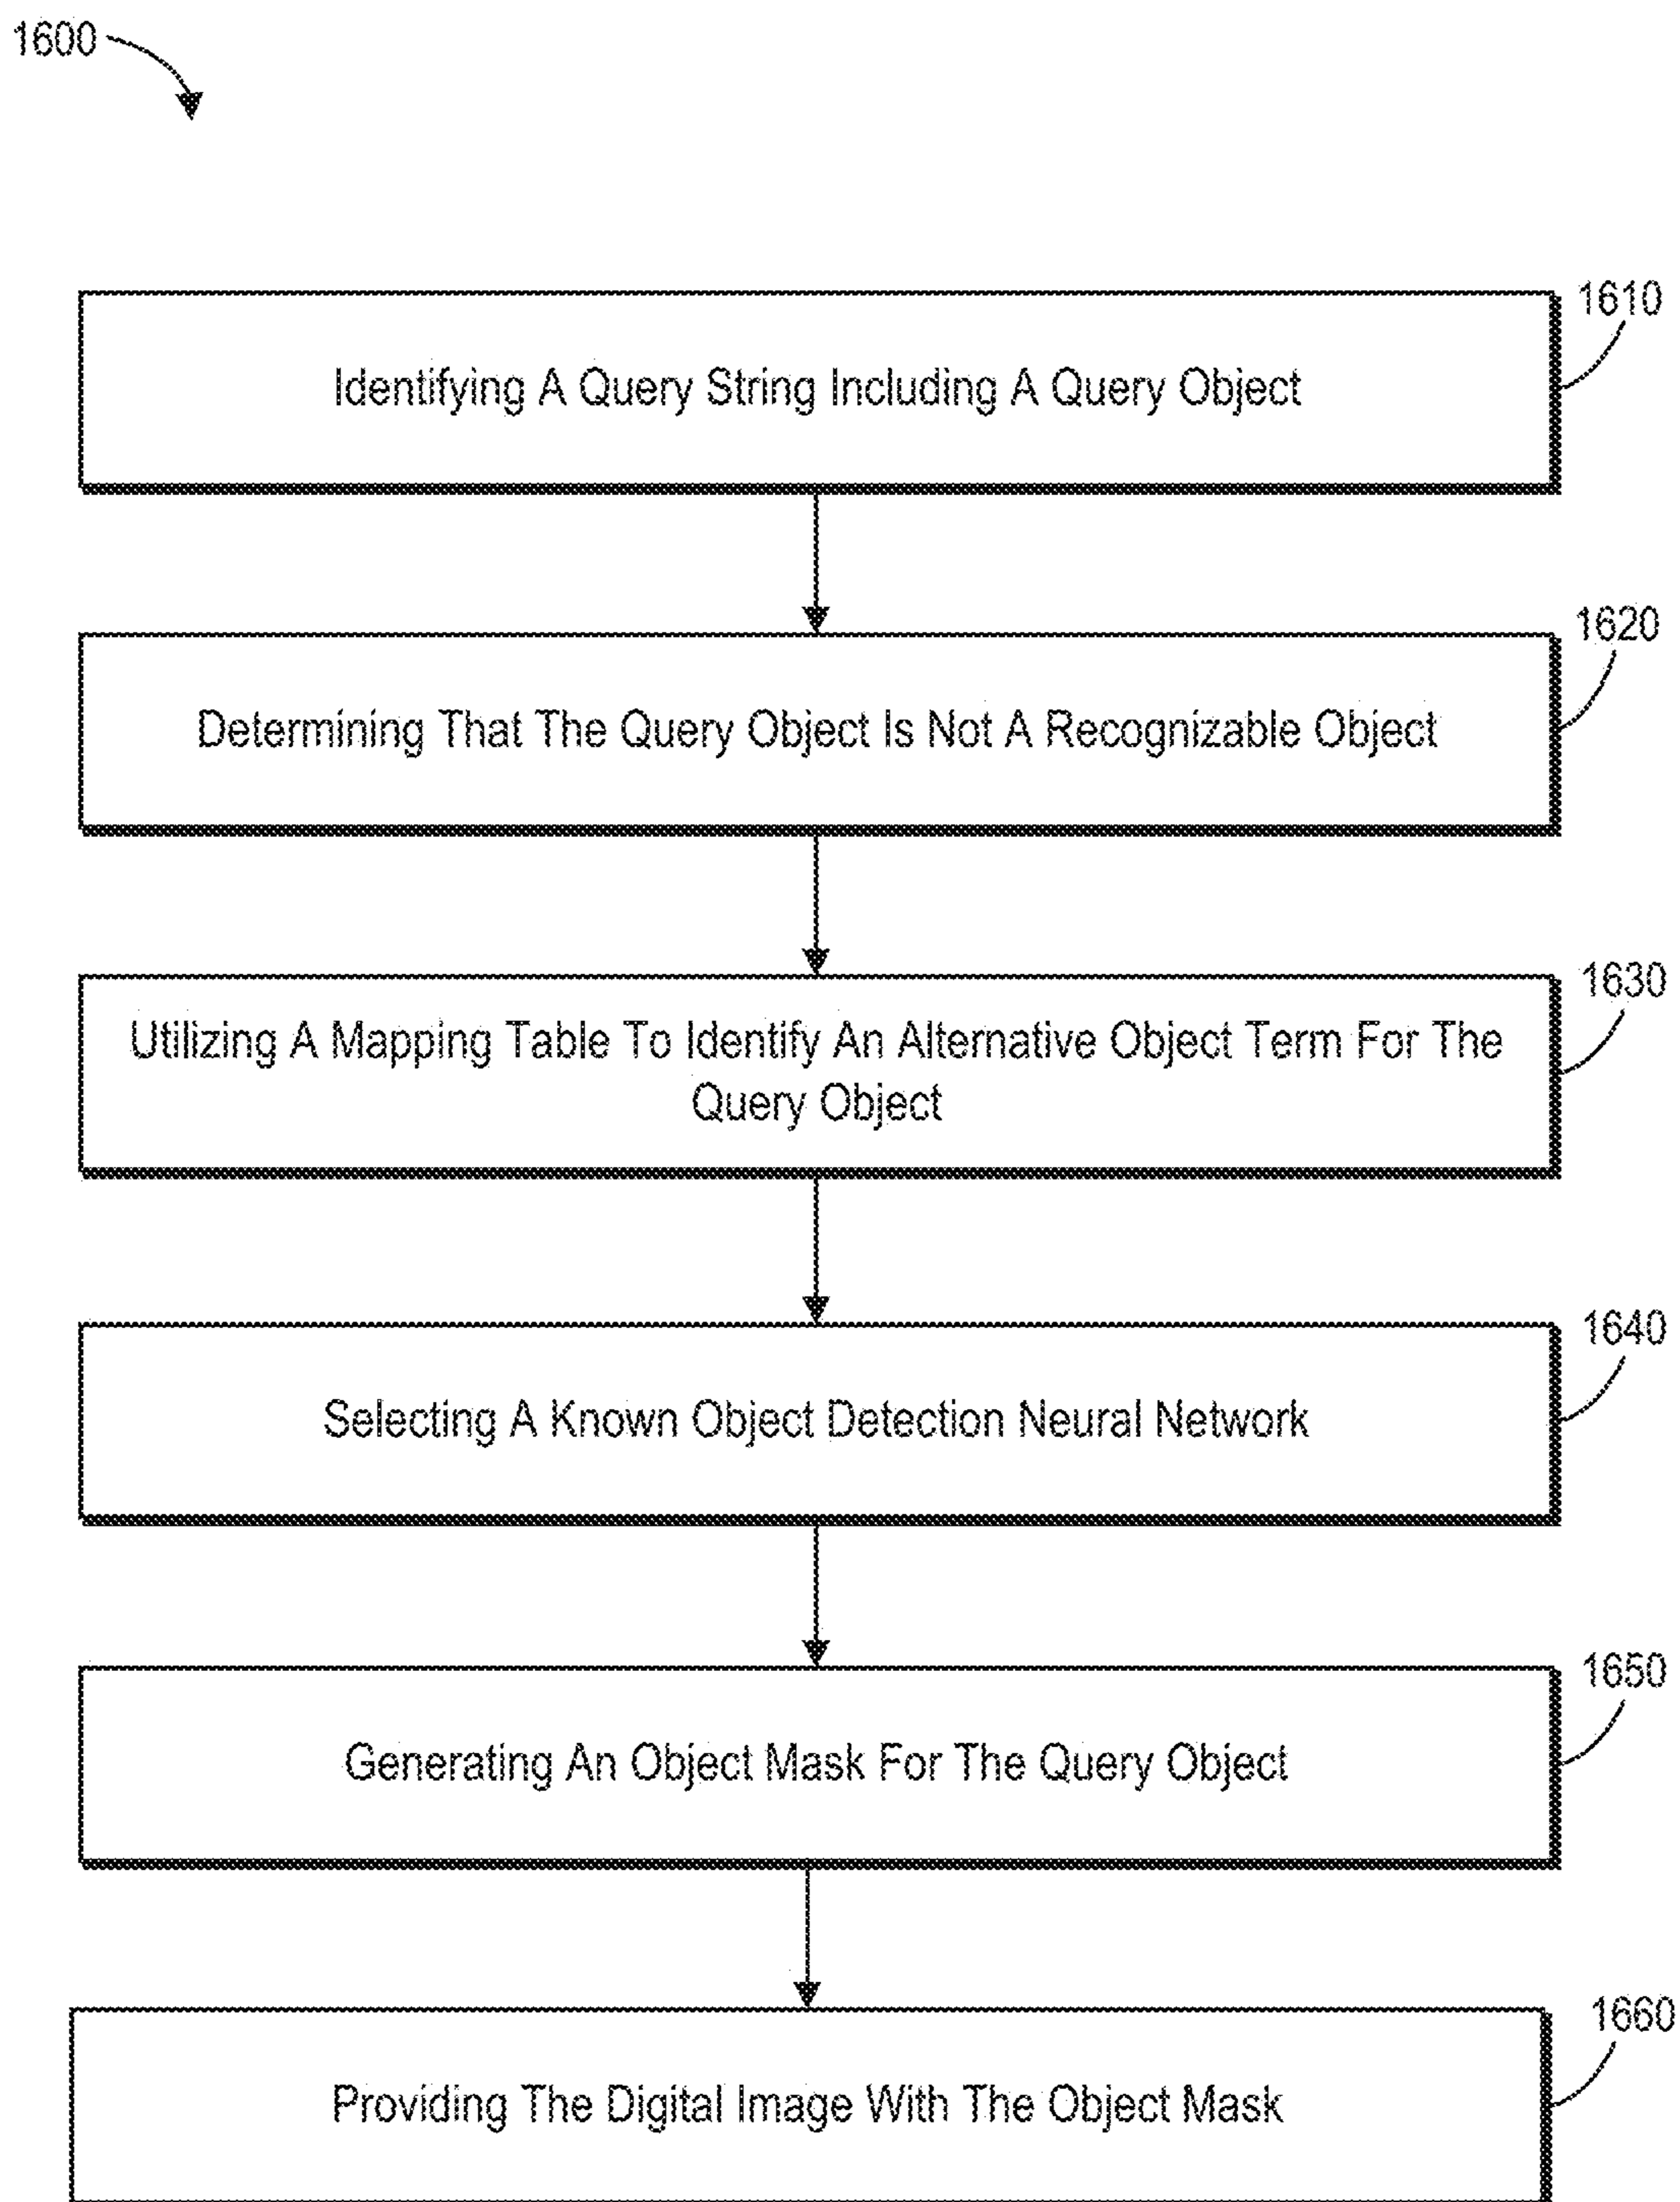 1600
1610
Identifying A Query String Including A Query Object
1620
Determining That The Query Object Is Not A Recognizable Object
1630
Utilizing A Mapping Table To Identify An Alternative Object Term For The
Query Object
1640
Selecting A Known Object Detection Neural Network
1650
Generating An Object Mask For The Query Object
1660
Providing The Digital Image With The Object Mask